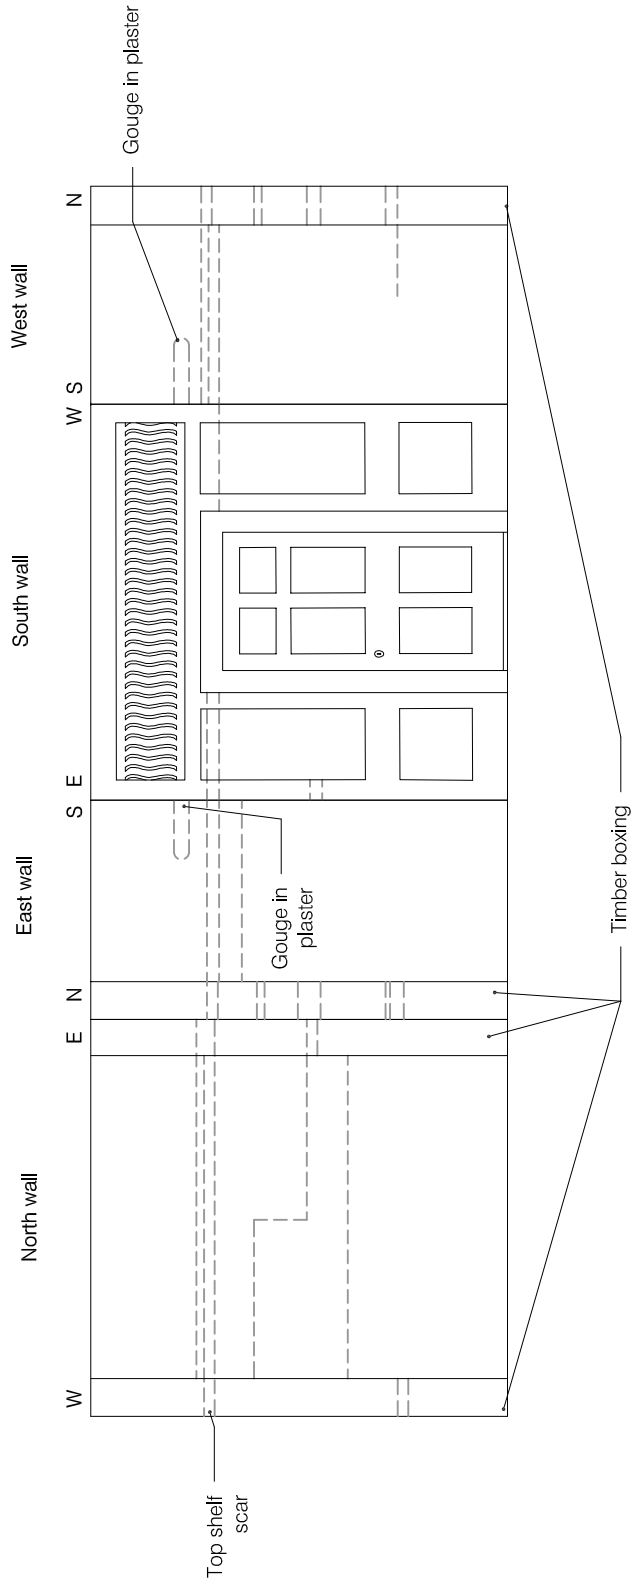 North wall
East wall
South wall
West wall
W
E
N
S
E
W
S
N
Gouge in plaster
Gouge in
plaster
Top shelf
scar
Timber boxing